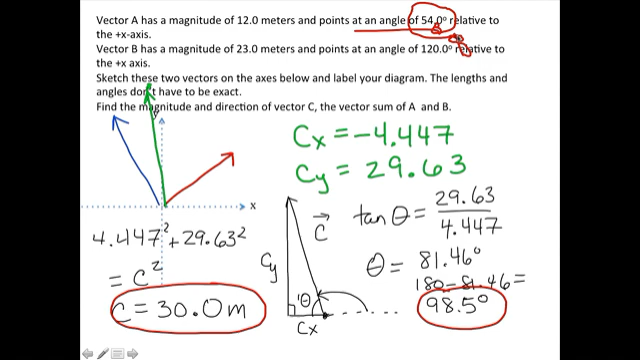 Vector A has a magnitude of 12.0 meters and points at an angle of 54.0° relative to
the +x-axis.
Vector B has a magnitude of 23.0 meters and points at an angle of 120.0° relative to
the +x axis.
Sketch these two vectors on the axes below and label your diagram. The lengths and
angles don't have to be exact.
Find the magnitude and direction of vector C, the vector sum of A and B.
Cx = -4.447
Cy = 29.63
x
4.447² + 29.63²
= C²
C = 30.0m
C
Cy
θ
Cx
tan θ = 29.63
4.447
θ = 81.46°
180 - 81.46 =
98.5°